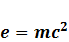 e = mc²